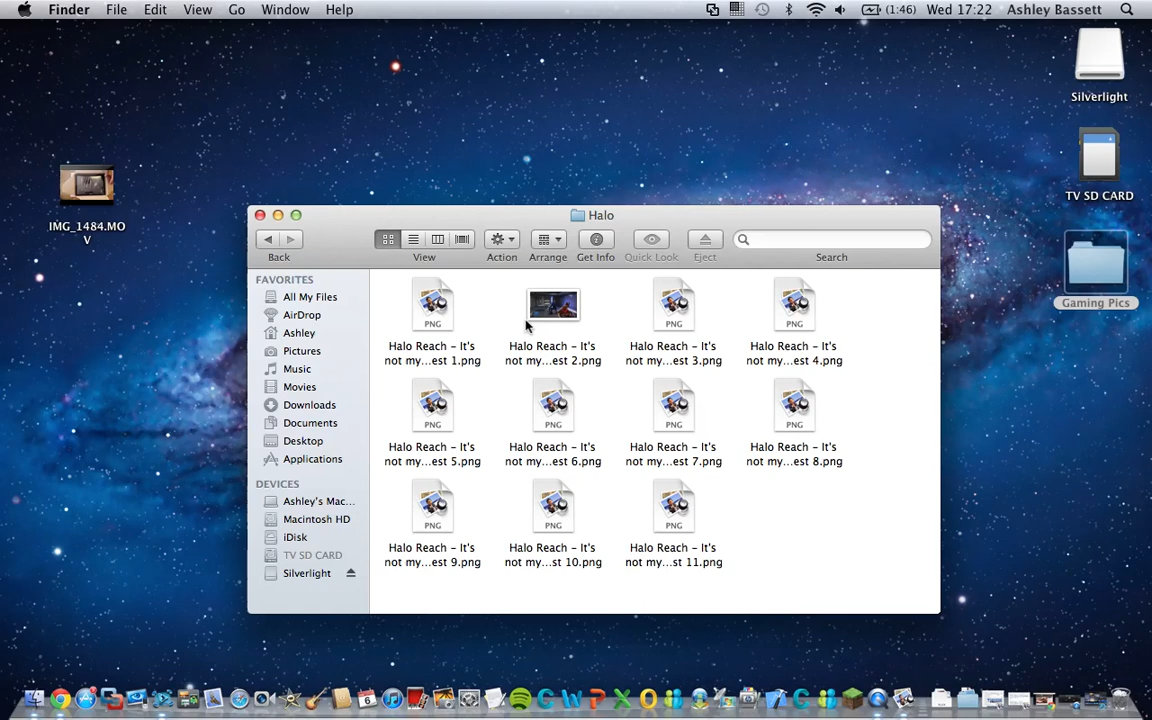 Finder File Edit View Go Window Help (1:46) Wed 17:22 Ashley Bassett
Silverlight
TV SD CARD
Gaming Pics
IMG_1484.MO
V
Halo
Back View Action Arrange Get Info Quick Look Eject Search
FAVORITES
All My Files
AirDrop
Ashley
Pictures
Music
Movies
Downloads
Documents
Desktop
Applications
DEVICES
Ashley's Mac...
Macintosh HD
iDisk
TV SD CARD
Silverlight
PNG PNG PNG
Halo Reach – It's Halo Reach – It's Halo Reach – It's Halo Reach – It's
not my...est 1.png not my...est 2.png not my...est 3.png not my...est 4.png
PNG PNG PNG PNG
Halo Reach – It's Halo Reach – It's Halo Reach – It's Halo Reach – It's
not my...est 5.png not my...est 6.png not my...est 7.png not my...est 8.png
PNG PNG PNG
Halo Reach – It's Halo Reach – It's Halo Reach – It's
not my...est 9.png not my...st 10.png not my...st 11.png